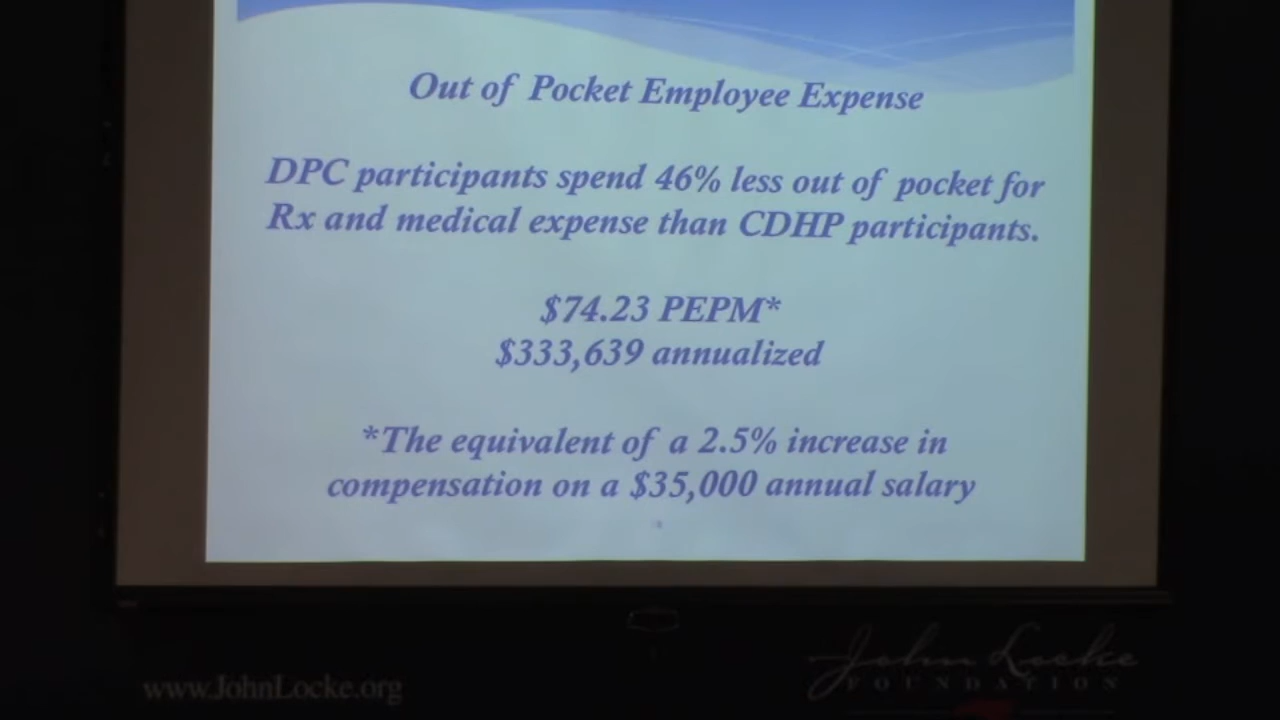 Out of Pocket Employee Expense
DPC participants spend 46% less out of pocket for
Rx and medical expense than CDHP participants.
$74.23 PEPM*
$333,639 annualized
*The equivalent of a 2.5% increase in
compensation on a $35,000 annual salary
www.JohnLocke.org
John Locke
FOUNDATION